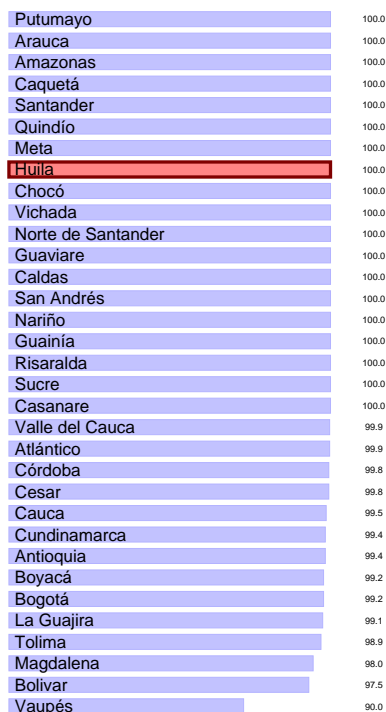 Putumayo 100.0
Arauca 100.0
Amazonas 100.0
Caquetá 100.0
Santander 100.0
Quindío 100.0
Meta 100.0
Huila 100.0
Chocó 100.0
Vichada 100.0
Norte de Santander 100.0
Guaviare 100.0
Caldas 100.0
San Andrés 100.0
Nariño 100.0
Guainía 100.0
Risaralda 100.0
Sucre 100.0
Casanare 100.0
Valle del Cauca 99.9
Atlántico 99.9
Córdoba 99.8
Cesar 99.8
Cauca 99.5
Cundinamarca 99.4
Antioquia 99.4
Boyacá 99.2
Bogotá 99.2
La Guajira 99.1
Tolima 98.9
Magdalena 98.0
Bolivar 97.5
Vaupés 90.0